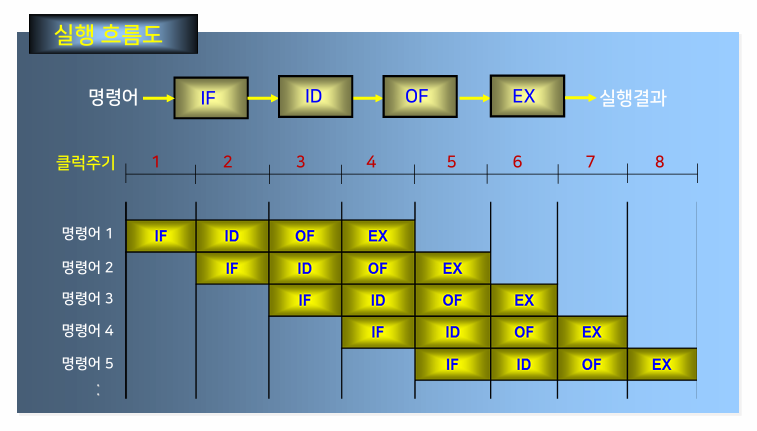 실행 흐름도
명령어 IF ID OF EX 실행결과
클럭주기 1 2 3 4 5 6 7 8
명령어 1 IF ID OF EX
명령어 2 IF ID OF EX
명령어 3 IF ID OF EX
명령어 4 IF ID OF EX
명령어 5 IF ID OF EX
: